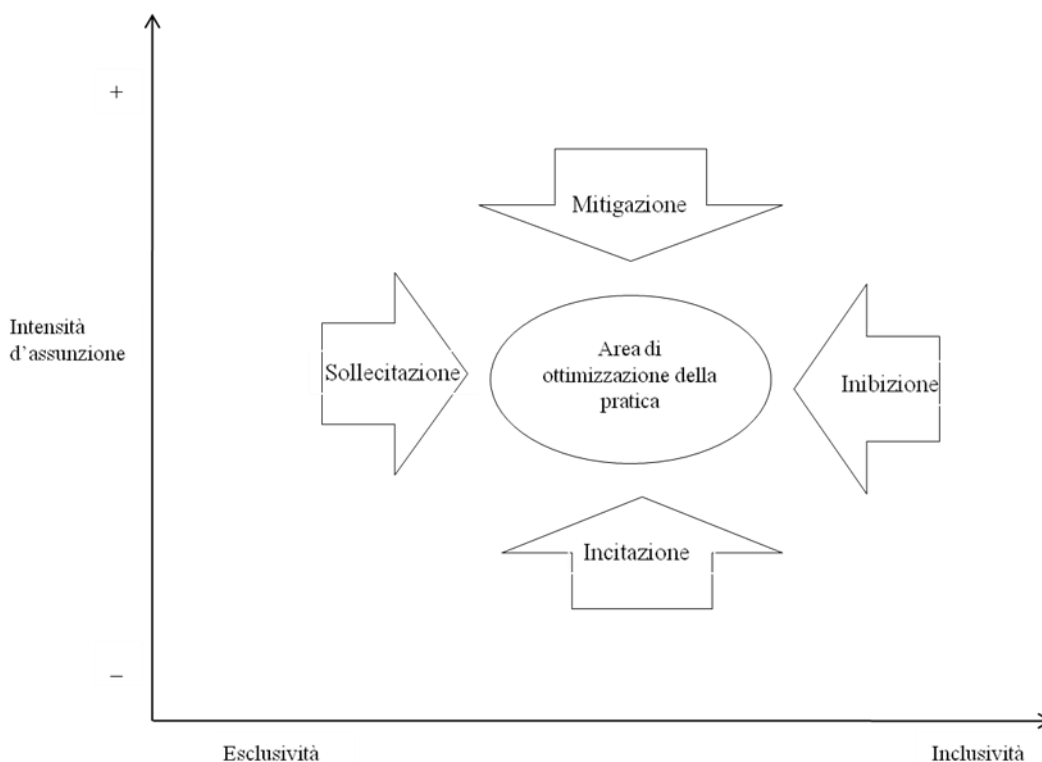 +
Mitigazione
Intensità
d’assunzione
Sollecitazione
Area di
ottimizzazione della
pratica
Inibizione
Incitazione
–
Esclusività
Inclusività